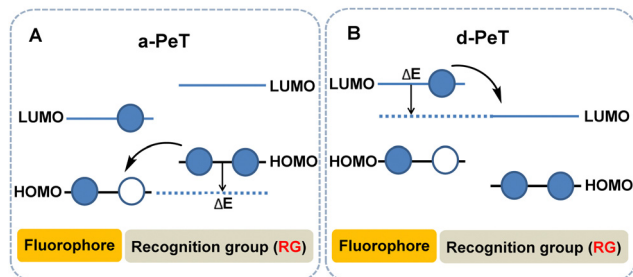 A
a-PeT
LUMO
LUMO
HOMO
ΔE
HOMO
Fluorophore
Recognition group (RG)
B
d-PeT
LUMO
ΔE
LUMO
HOMO
HOMO
Fluorophore
Recognition group (RG)